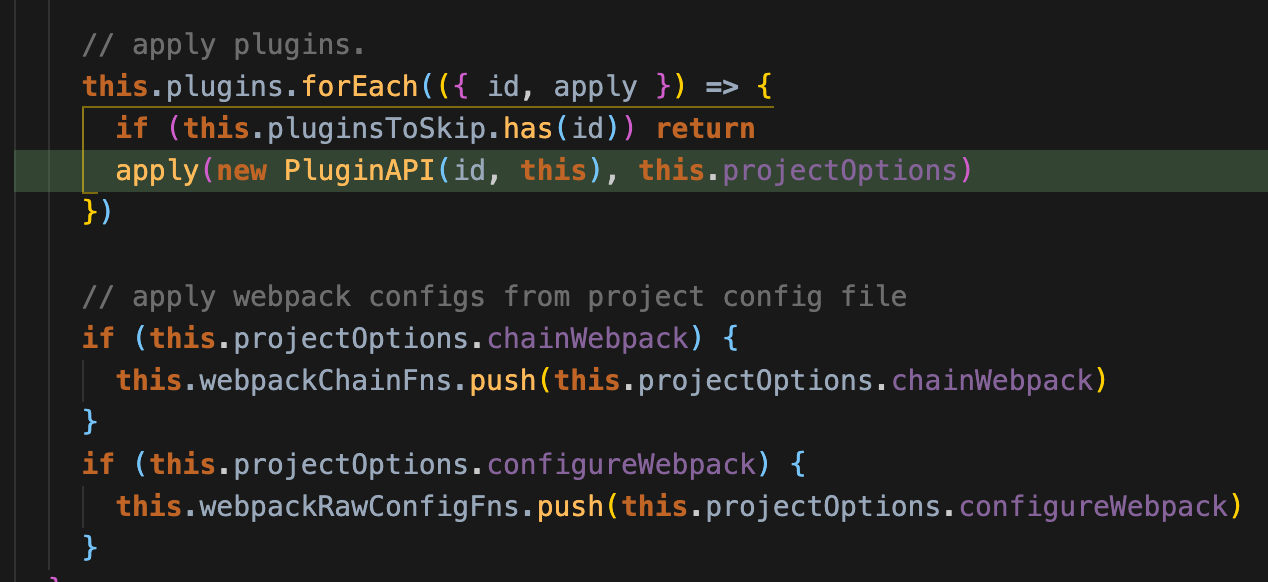 // apply plugins.
this.plugins.forEach(({ id, apply }) => {
if (this.pluginsToSkip.has(id)) return
apply(new PluginAPI(id, this), this.projectOptions)
})
// apply webpack configs from project config file
if (this.projectOptions.chainWebpack) {
this.webpackChainFns.push(this.projectOptions.chainWebpack)
}
if (this.projectOptions.configureWebpack) {
this.webpackRawConfigFns.push(this.projectOptions.configureWebpack)
}